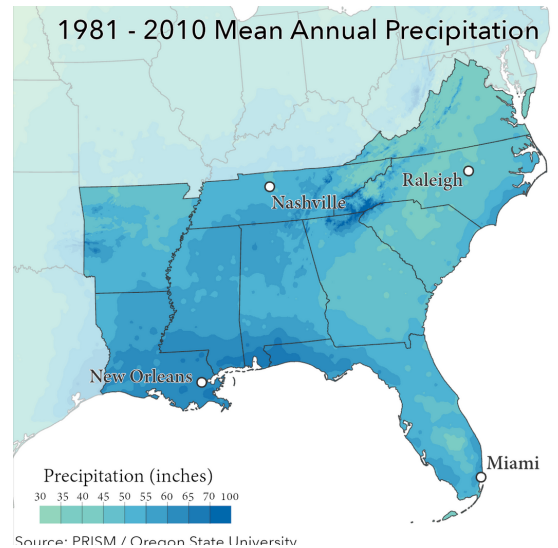 1981 - 2010 Mean Annual Precipitation
Raleigh
Nashville
New Orleans
Miami
Precipitation (inches)
30 35 40 45 50 55 60 65 70 100
Source: PRISM / Oregon State University